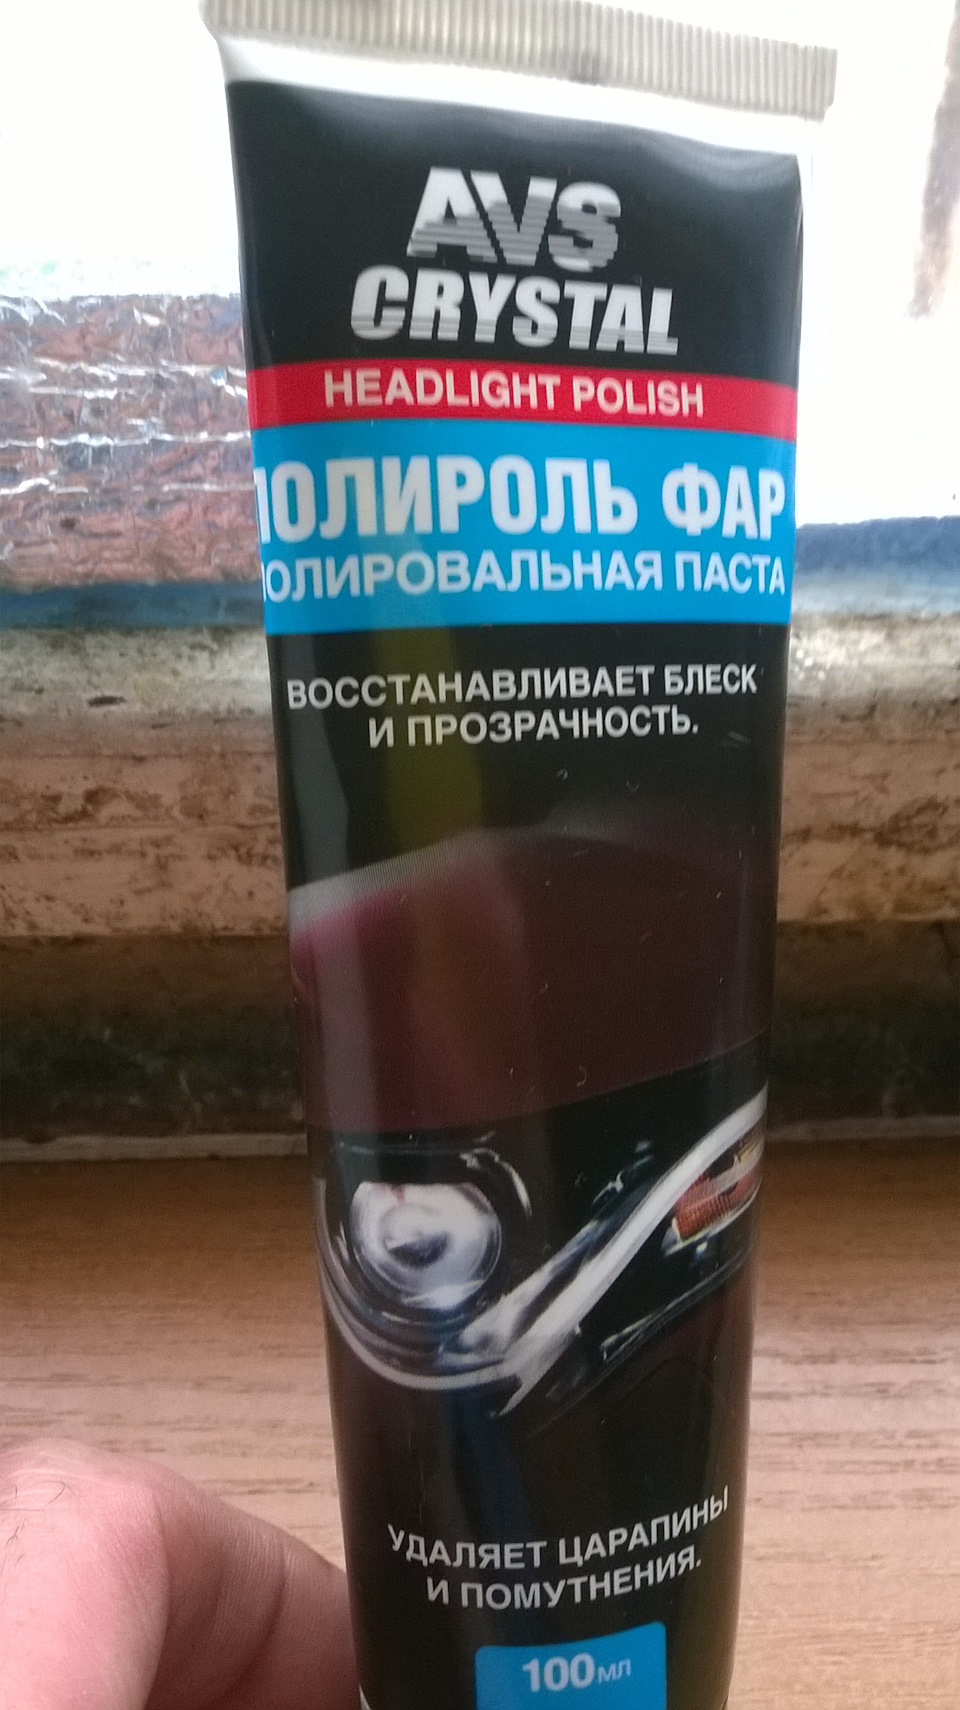 AVS
CRYSTAL
HEADLIGHT POLISH
ПОЛИРОЛЬ ФАР
ПОЛИРОВАЛЬНАЯ ПАСТА
ВОССТАНАВЛИВАЕТ БЛЕСК
И ПРОЗРАЧНОСТЬ.
УДАЛЯЕТ ЦАРАПИНЫ
И ПОМУТНЕНИЯ.
100мл